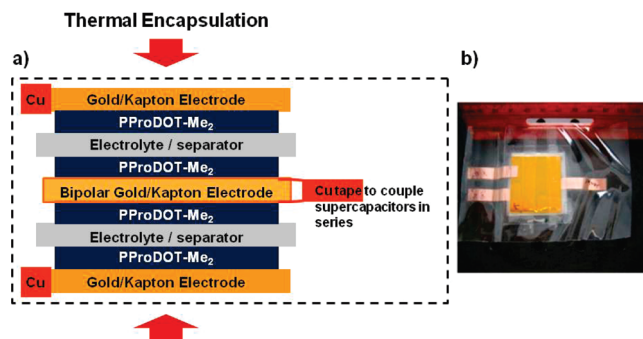 Thermal Encapsulation
a)
b)
Cu
Gold/Kapton Electrode
PProDOT-Me₂
Electrolyte / separator
PProDOT-Me₂
Bipolar Gold/Kapton Electrode
Cu tape to couple
supercapacitors in
series
PProDOT-Me₂
Electrolyte / separator
PProDOT-Me₂
Cu
Gold/Kapton Electrode